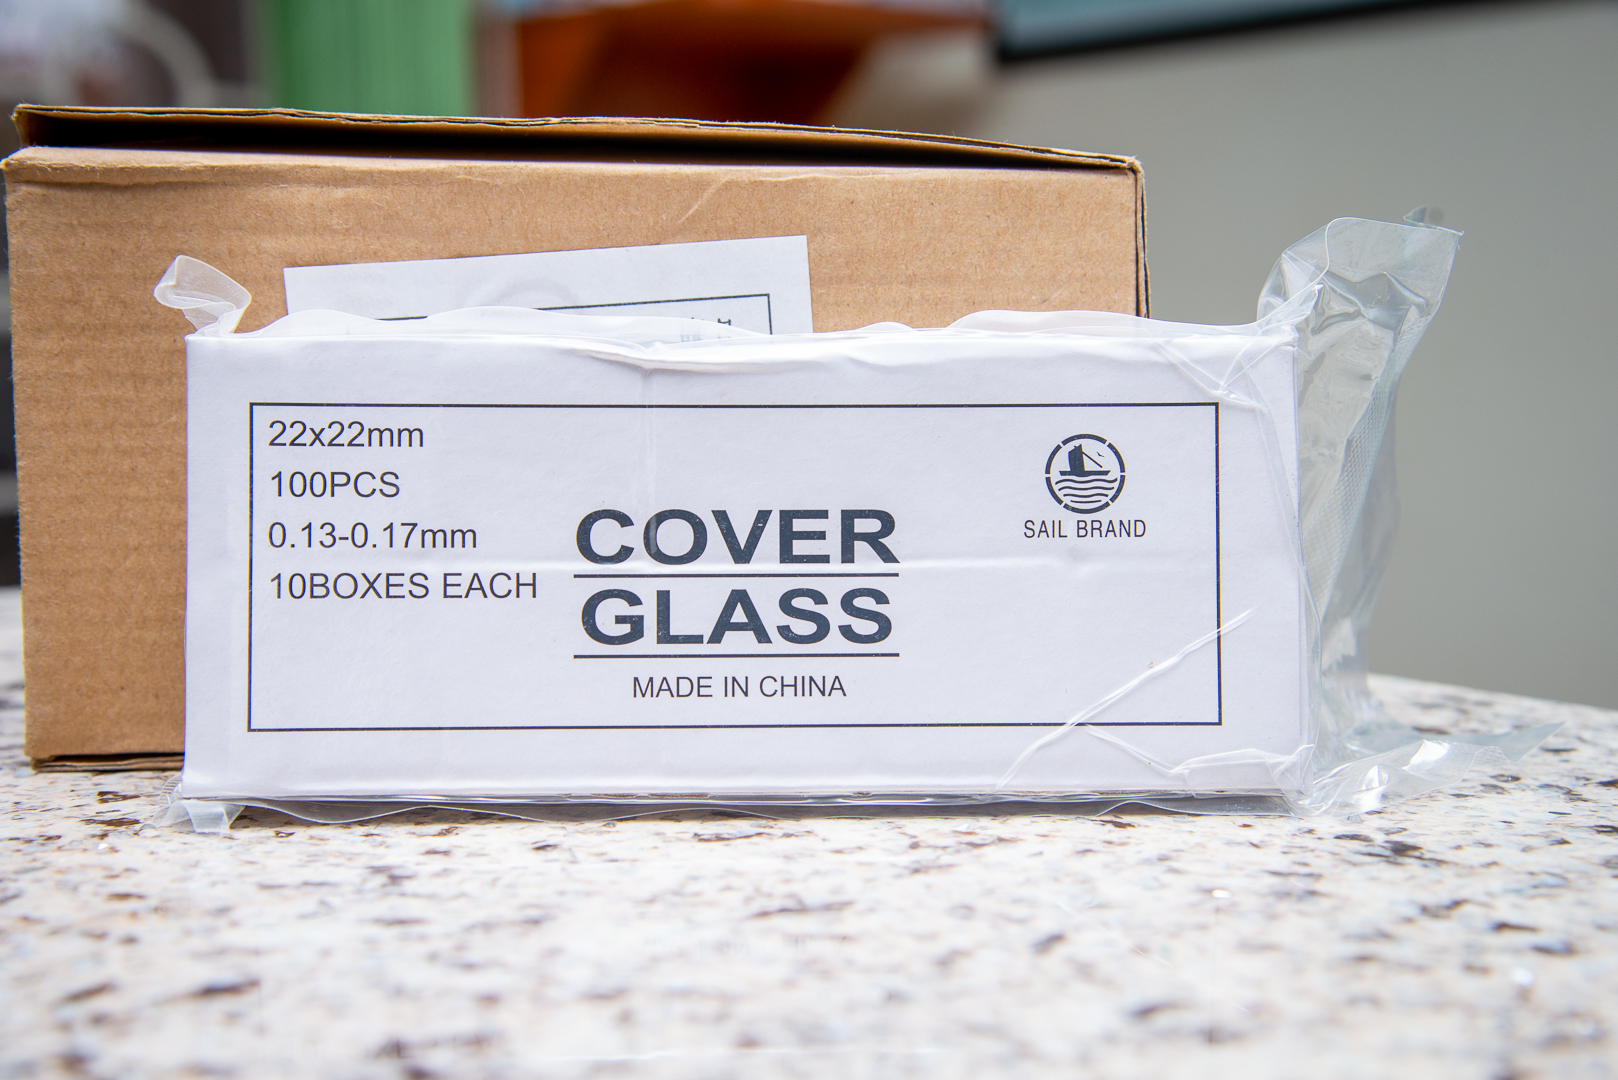 22x22mm
100PCS
0.13-0.17mm
10BOXES EACH
COVER
GLASS
MADE IN CHINA
SAIL BRAND